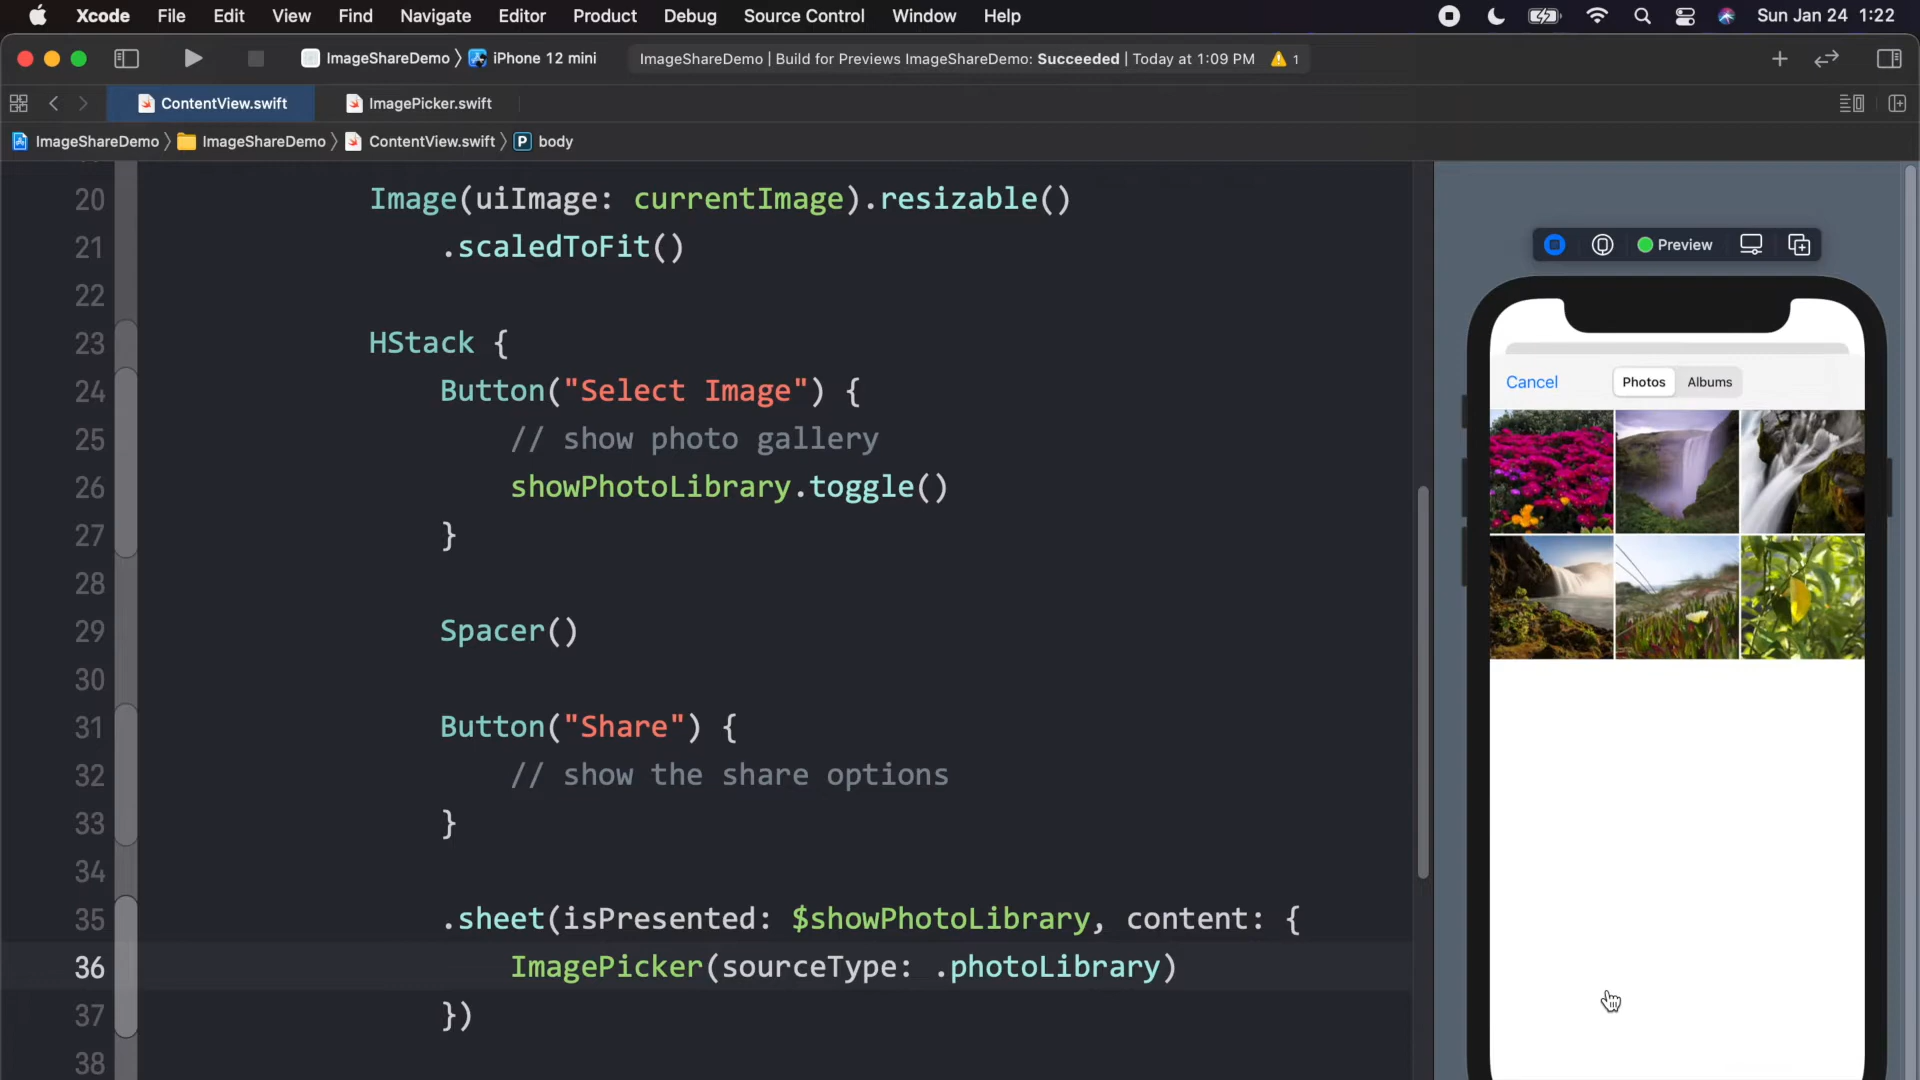 Xcode File Edit View Find Navigate Editor Product Debug Source Control Window Help Sun Jan 24 1:22
ImageShareDemo 〉 iPhone 12 mini ImageShareDemo | Build for Previews ImageShareDemo: Succeeded | Today at 1:09 PM 1
ContentView.swift ImagePicker.swift
ImageShareDemo 〉 ImageShareDemo 〉 ContentView.swift 〉 P body
20 Image(uiImage: currentImage).resizable()
21 .scaledToFit()
22
23 HStack {
24 Button("Select Image") {
25 // show photo gallery
26 showPhotoLibrary.toggle()
27 }
28
29 Spacer()
30
31 Button("Share") {
32 // show the share options
33 }
34
35 .sheet(isPresented: $showPhotoLibrary, content: {
36 ImagePicker(sourceType: .photoLibrary)
37 })
38
Preview
Cancel Photos Albums